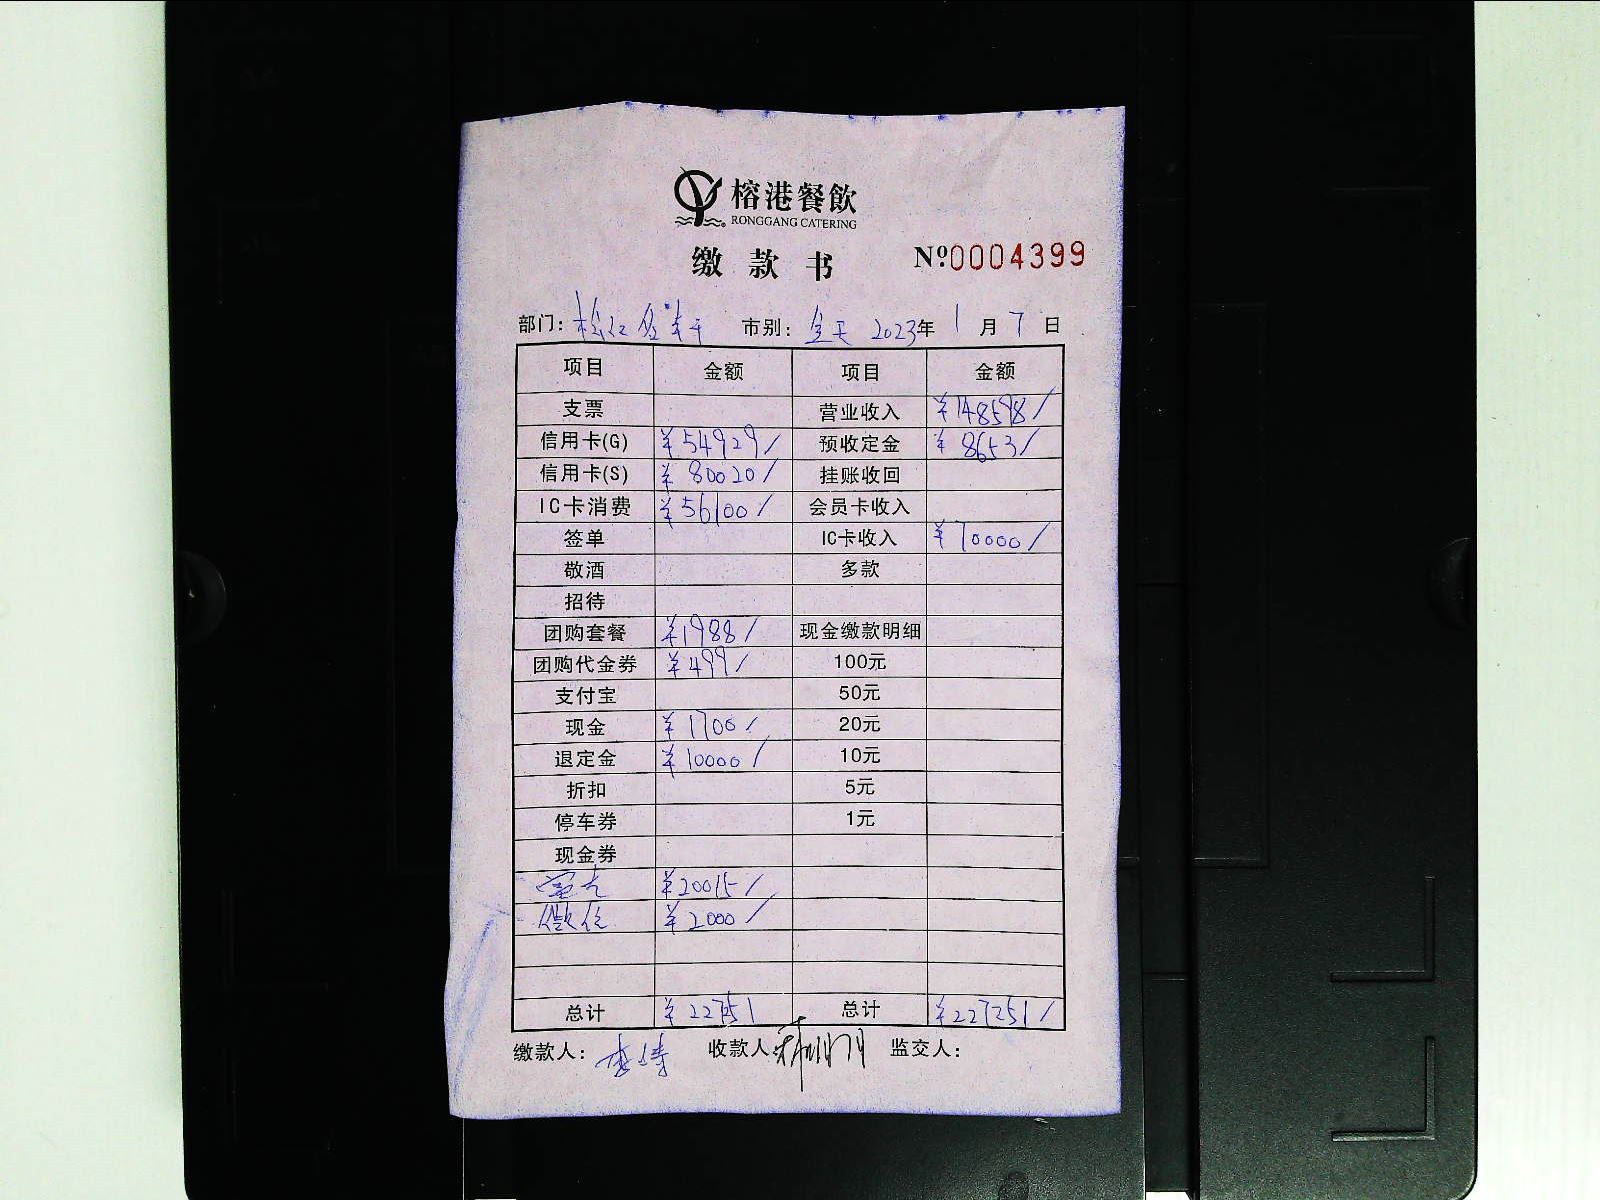 榕港餐飲
RONGGANG CATERING
缴款书 Nº0004399
部门： 市别： 全天 2023年 1月 7日
项目 金额 项目 金额
支票 营业收入 ¥148598/
信用卡(G) ¥54929/ 预收定金 ¥8653/
信用卡(S) ¥80020/ 挂账收回
IC卡消费 ¥56100/ 会员卡收入
签单 IC卡收入 ¥70000/
敬酒 多款
招待
团购套餐 ¥1988/ 现金缴款明细
团购代金券 ¥499/ 100元
支付宝 50元
现金 ¥1700/ 20元
退定金 ¥10000/ 10元
折扣 5元
停车券 1元
现金券
¥20015/
微信 ¥2000/
总计 总计 ¥227251/
缴款人： 收款人 监交人：